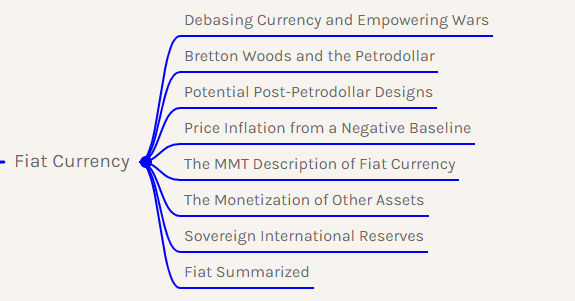 Debasing Currency and Empowering Wars
Bretton Woods and the Petrodollar
Potential Post-Petrodollar Designs
Price Inflation from a Negative Baseline
Fiat Currency
The MMT Description of Fiat Currency
The Monetization of Other Assets
Sovereign International Reserves
Fiat Summarized